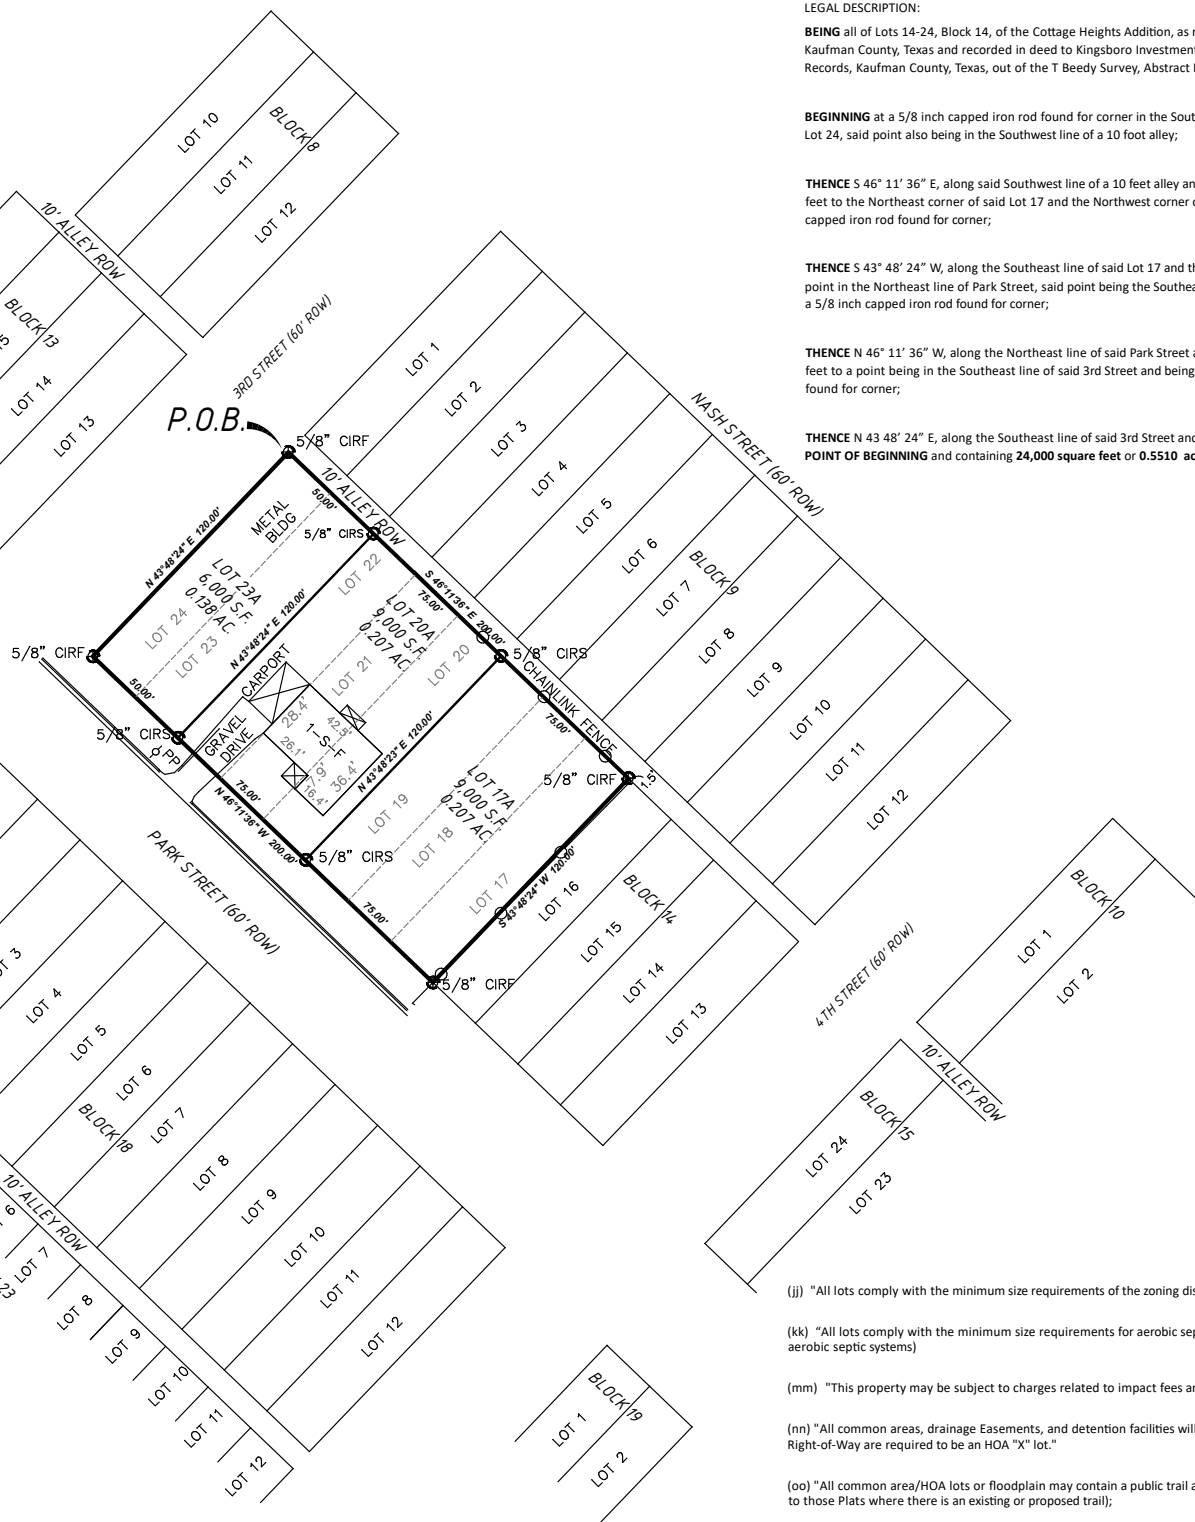 LEGAL DESCRIPTION:
BEING all of Lots 14-24, Block 14, of the Cottage Heights Addition, as
Kaufman County, Texas and recorded in deed to Kingsboro Investment
Records, Kaufman County, Texas, out of the T Beedy Survey, Abstract
BEGINNING at a 5/8 inch capped iron rod found for corner in the Sout
Lot 24, said point also being in the Southwest line of a 10 foot alley;
THENCE S 46° 11' 36” E, along said Southwest line of a 10 feet alley an
feet to the Northeast corner of said Lot 17 and the Northwest corner
capped iron rod found for corner;
THENCE S 43° 48' 24” W, along the Southeast line of said Lot 17 and th
point in the Northeast line of Park Street, said point being the Southea
a 5/8 inch capped iron rod found for corner;
THENCE N 46° 11' 36” W, along the Northeast line of said Park Street a
feet to a point being in the Southeast line of said 3rd Street and being
found for corner;
THENCE N 43 48' 24” E, along the Southeast line of said 3rd Street and
POINT OF BEGINNING and containing 24,000 square feet or 0.5510 ac
LOT 10
LOT 11
LOT 12
BLOCK 8
10' ALLEY ROW
BLOCK 13
LOT 14
LOT 13
3RD STREET (60' ROW)
P.O.B.
5/8” CIRF
10' ALLEY ROW
LOT 1
LOT 2
LOT 3
LOT 4
LOT 5
LOT 6
LOT 7
BLOCK 9
LOT 8
LOT 9
LOT 10
LOT 11
LOT 12
NASH STREET (60' ROW)
N 43°48'24" E 120.00'
50.00'
METAL
BLDG
5/8” CIRS
LOT 23A
6,000 S.F.
0.138 AC.
LOT 24
LOT 23
N 43°48'24" E 120.00'
LOT 22
S 46°11'36" E 200.00'
75.00'
LOT 20A
9,000 S.F.
0.207 AC.
LOT 21
LOT 20
5/8” CIRF
5/8” CIRS
50.00'
5/8” CIRS
PP
GRAVEL
DRIVE
CARPORT
28.4'
42.5'
1-S-F
26.1'
7.9'
16.4'
36.4'
N 43°48'23" E 120.00'
CHAINLINK FENCE
75.00'
5/8” CIRF
1.5'
75.00'
N 46°11'36" W 200.00'
5/8” CIRS
LOT 17A
9,000 S.F.
0.207 AC.
LOT 19
LOT 18
LOT 17
S 43°48'24" W 120.00'
75.00'
5/8” CIRF
LOT 16
BLOCK 14
LOT 15
LOT 14
LOT 13
PARK STREET (60' ROW)
4TH STREET (60' ROW)
BLOCK 10
LOT 1
LOT 2
10' ALLEY ROW
BLOCK 15
LOT 24
LOT 23
LOT 4
LOT 5
LOT 6
BLOCK 18
LOT 7
LOT 8
LOT 9
LOT 10
LOT 11
LOT 12
10' ALLEY ROW
6
LOT 7
LOT 8
LOT 9
LOT 10
LOT 11
LOT 12
BLOCK 19
LOT 1
LOT 2
(jj) "All lots comply with the minimum size requirements of the zoning dis
(kk) “All lots comply with the minimum size requirements for aerobic sep
aerobic septic systems)
(mm) "This property may be subject to charges related to impact fees a
(nn) "All common areas, drainage Easements, and detention facilities wil
Right-of-Way are required to be an HOA "X" lot."
(oo) "All common area/HOA lots or floodplain may contain a public trail a
to those Plats where there is an existing or proposed trail);